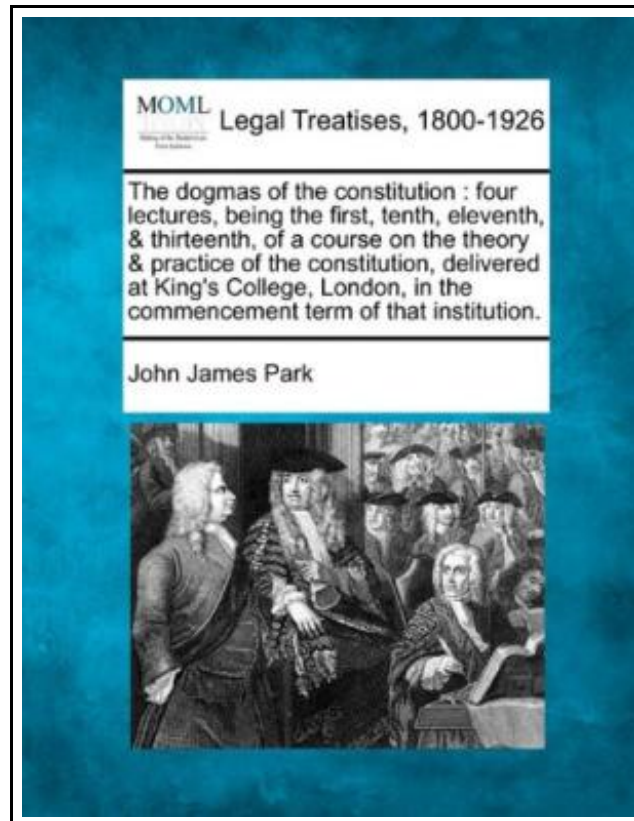 MOML
Legal Treatises, 1800-1926
The dogmas of the constitution : four
lectures, being the first, tenth, eleventh,
& thirteenth, of a course on the theory
& practice of the constitution, delivered
at King's College, London, in the
commencement term of that institution.
John James Park